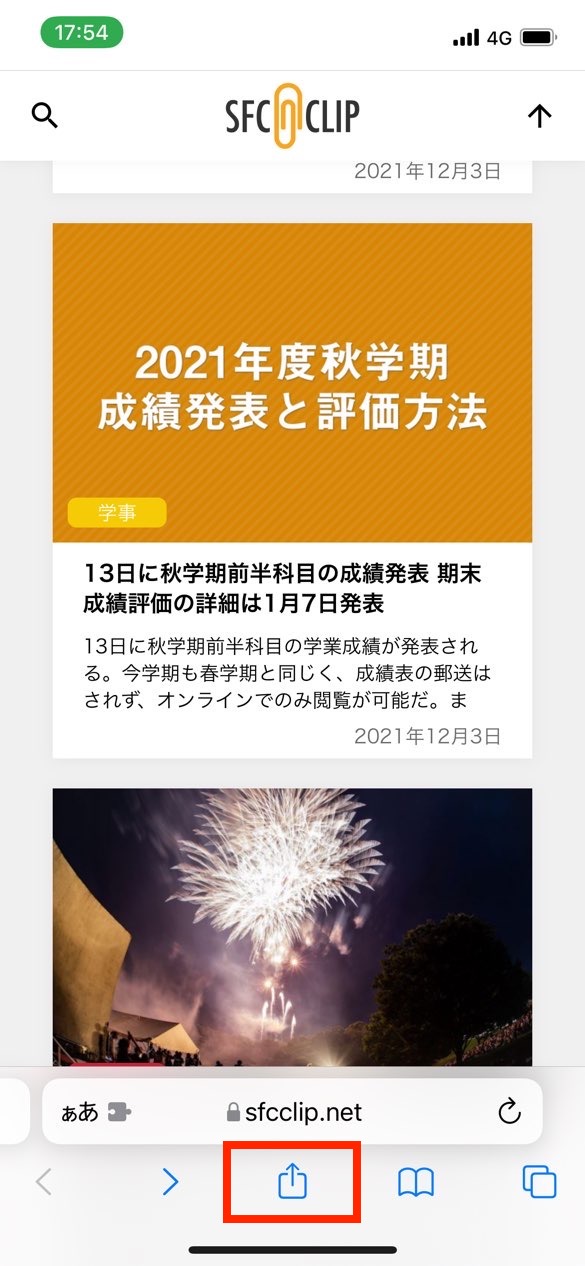 17:54
4G
SFC CLIP
2021年12月3日
2021年度秋学期
成績発表と評価方法
学事
13日に秋学期前半科目の成績発表 期末
成績評価の詳細は1月7日発表
13日に秋学期前半科目の学業成績が発表され
る。今学期も春学期と同じく、成績表の郵送は
されず、オンラインでのみ閲覧が可能だ。ま
2021年12月3日
ぁあ
sfcclip.net